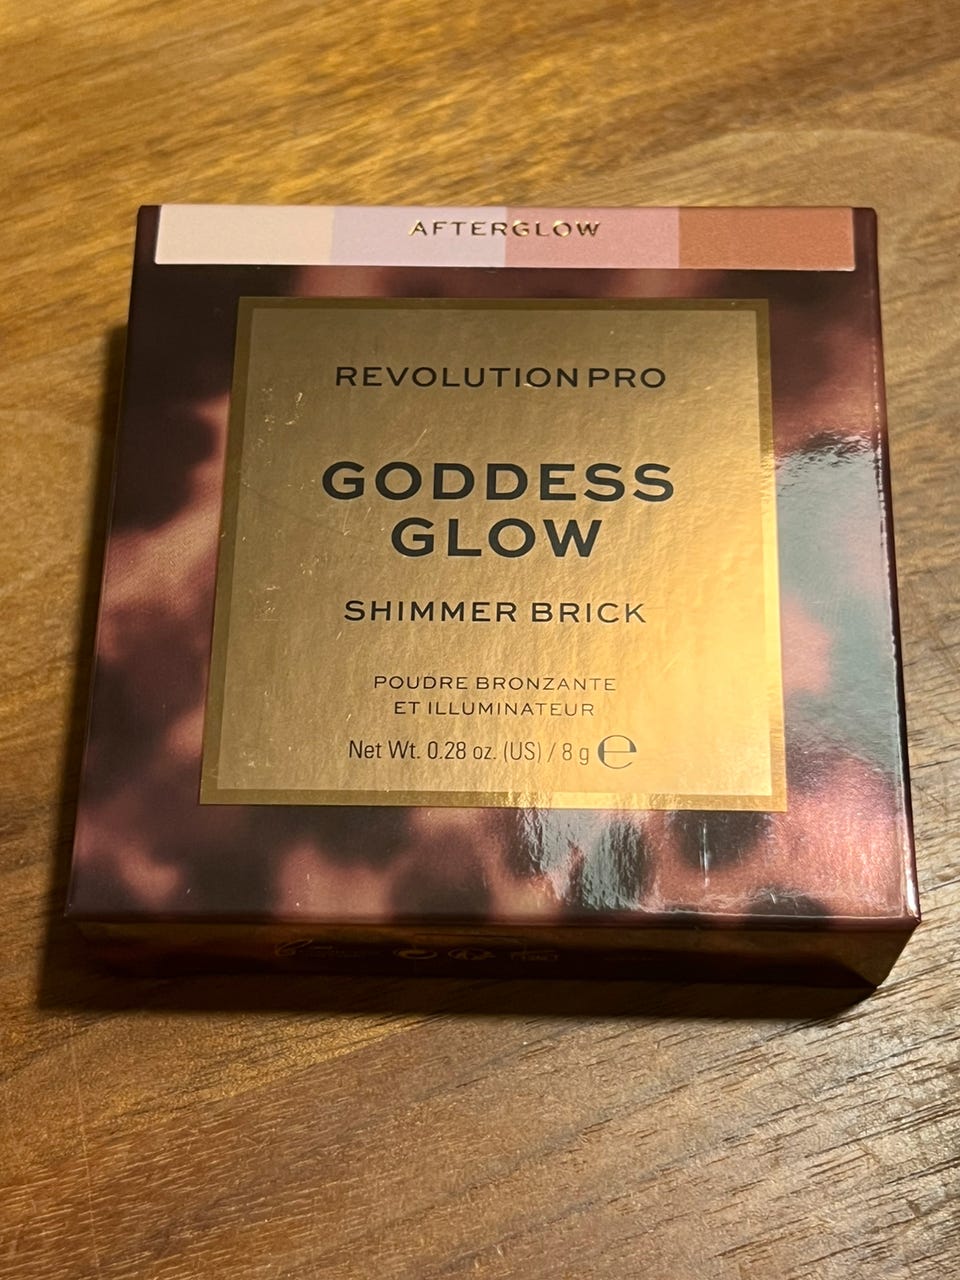 AFTERGLOW
REVOLUTION PRO
GODDESS
GLOW
SHIMMER BRICK
POUDRE BRONZANTE
ET ILLUMINATEUR
Net Wt. 0.28 oz. (US) / 8 g ℮